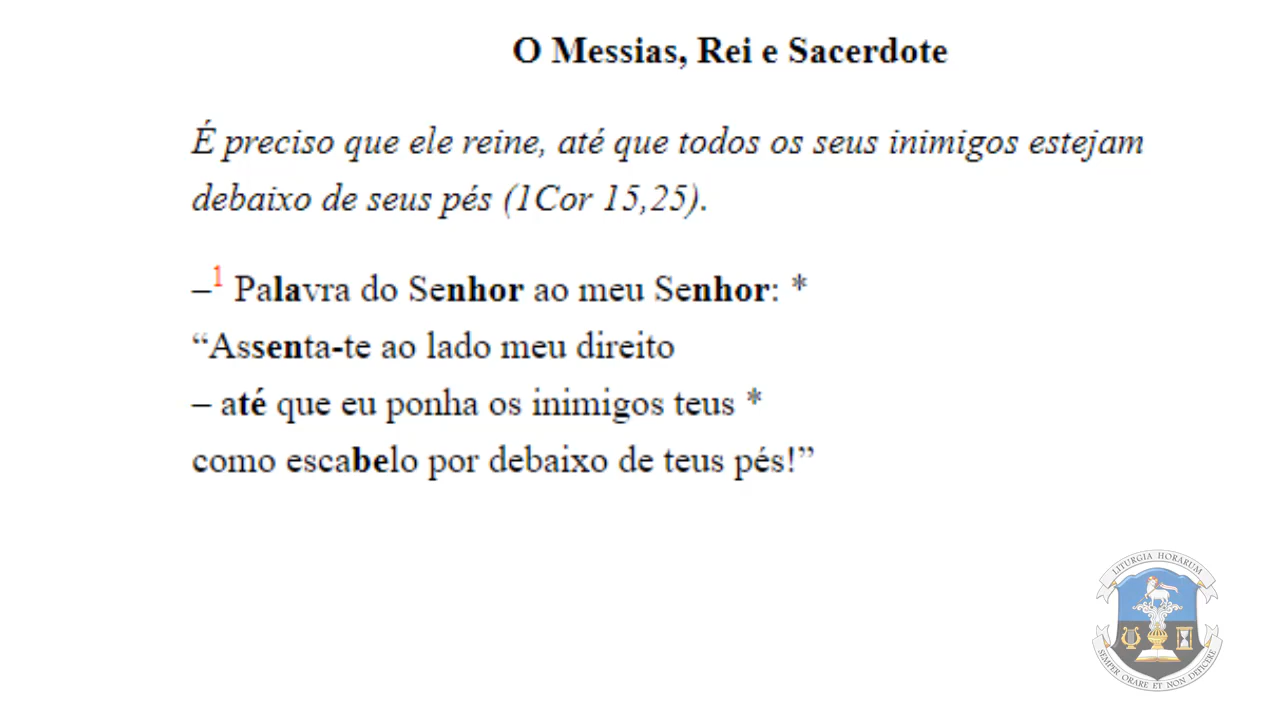 O Messias, Rei e Sacerdote
É preciso que ele reine, até que todos os seus inimigos estejam
debaixo de seus pés (1Cor 15,25).
–1 Palavra do Senhor ao meu Senhor: *
“Assenta-te ao lado meu direito
– até que eu ponha os inimigos teus *
como escabelo por debaixo de teus pés!”
LITURGIA HORARUM
SEMPER ORARE ET NON DEFICERE